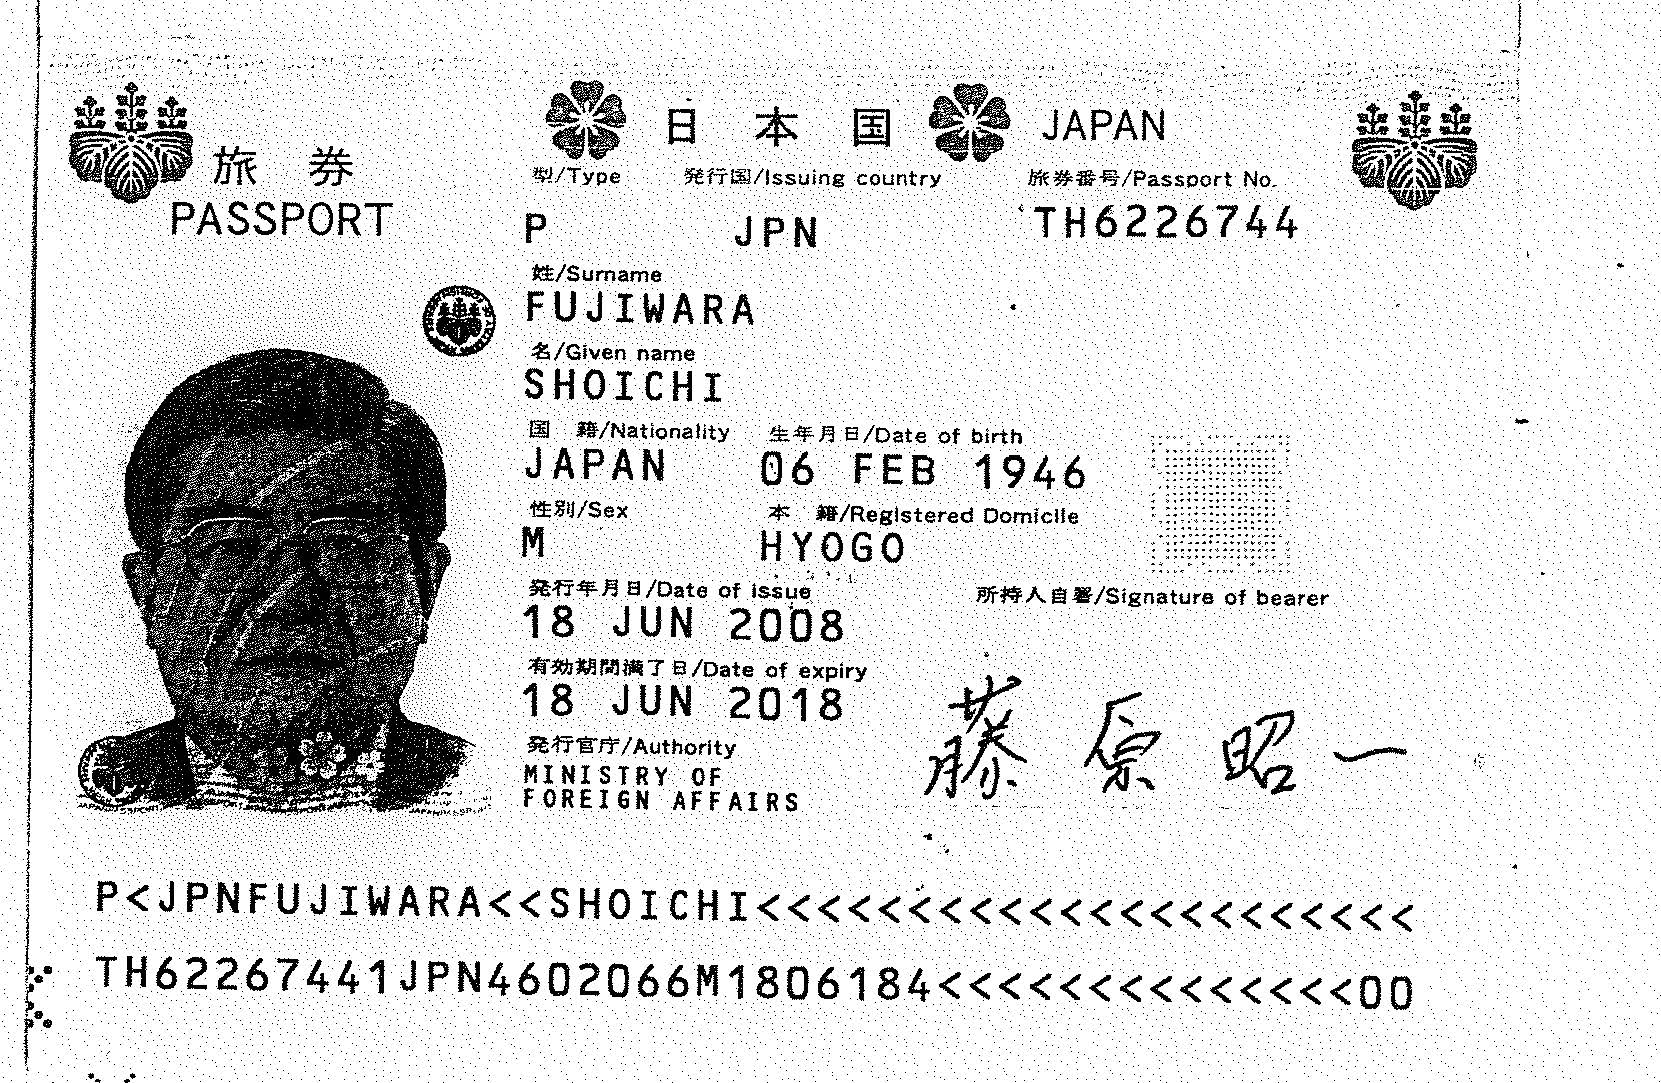 日本国 JAPAN
旅券
PASSPORT
型/Type 発行国/Issuing country 旅券番号/Passport No.
P JPN TH6226744
姓/Surname
FUJIWARA
名/Given name
SHOICHI
国 籍/Nationality 生年月日/Date of birth
JAPAN 06 FEB 1946
性別/Sex 本 籍/Registered Domicile
M HYOGO
発行年月日/Date of issue 所持人自署/Signature of bearer
18 JUN 2008
有効期間満了日/Date of expiry
18 JUN 2018
藤原昭一
発行官庁/Authority
MINISTRY OF
FOREIGN AFFAIRS
P<JPNFUJIWARA<<SHOICHI<<<<<<<<<<<<<<<<<<<<<<
TH62267441JPN4602066M1806184<<<<<<<<<<<<<<00